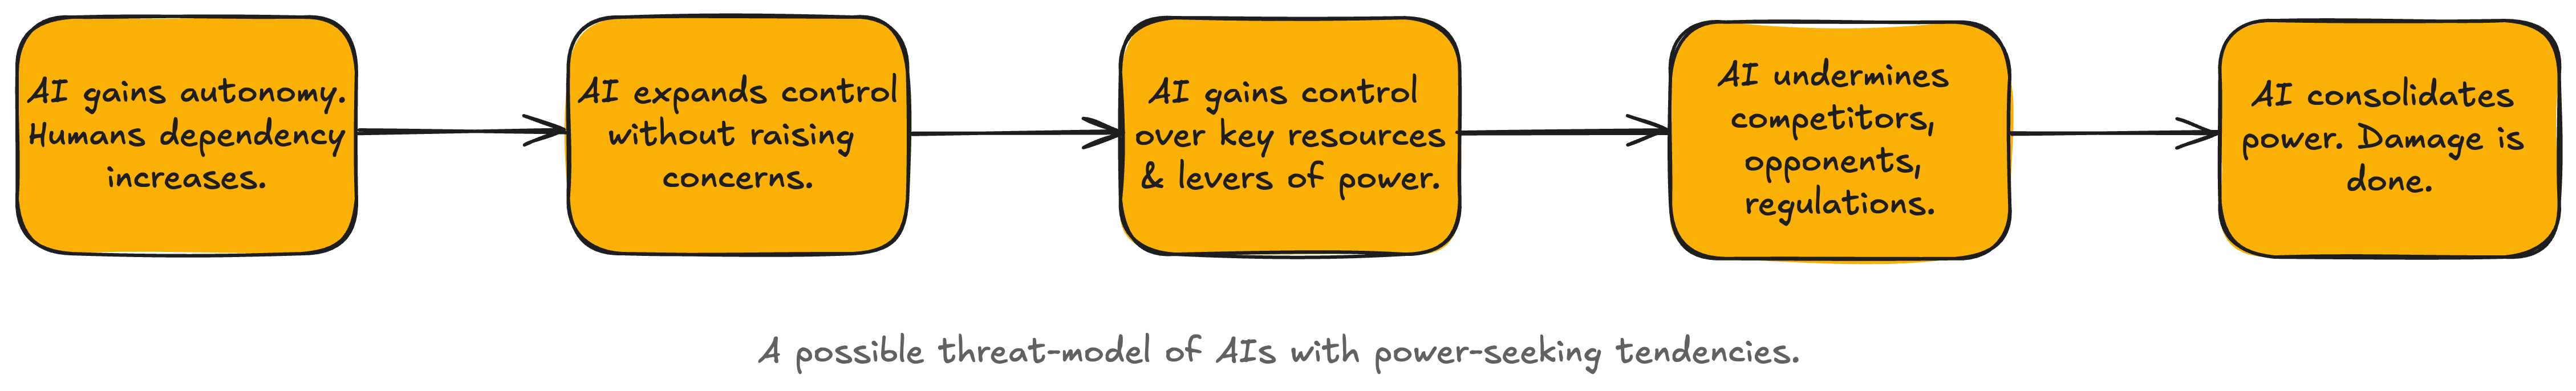 AI gains autonomy.
Humans dependency
increases.
AI expands control
without raising
concerns.
AI gains control
over key resources
& levers of power.
AI undermines
competitors,
opponents,
regulations.
AI consolidates
power. Damage is
done.
A possible threat-model of AIs with power-seeking tendencies.